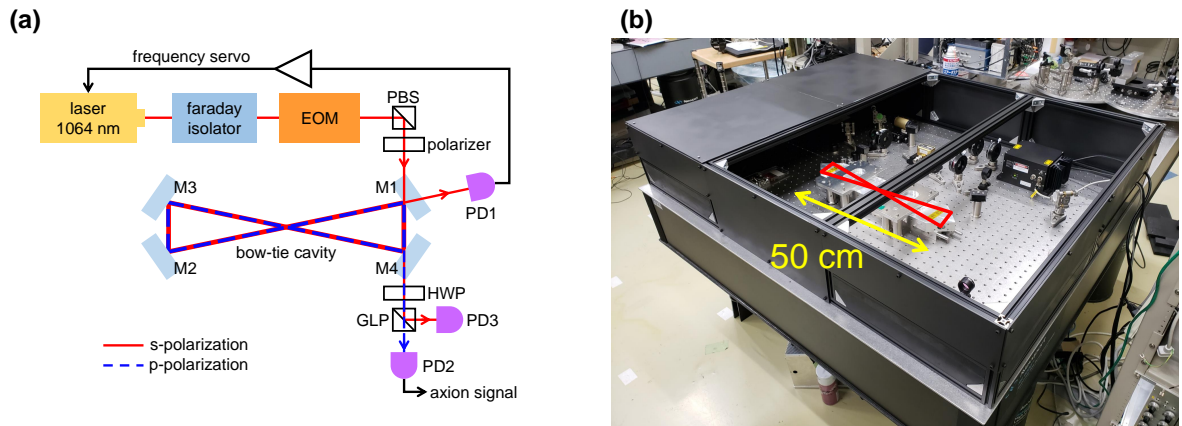 (a)
(b)
frequency servo
laser
1064 nm
faraday
isolator
EOM
PBS
polarizer
M3
M1
PD1
M2
bow-tie cavity
M4
HWP
GLP
PD3
s-polarization
p-polarization
PD2
axion signal
50 cm